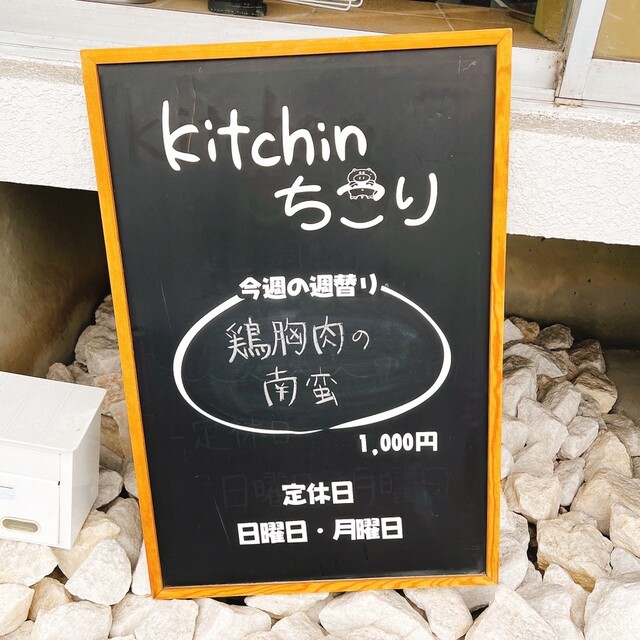 kitchin
ちこり
今週の週替り
鶏胸肉の
南蛮
1,000円
定休日
日曜日・月曜日